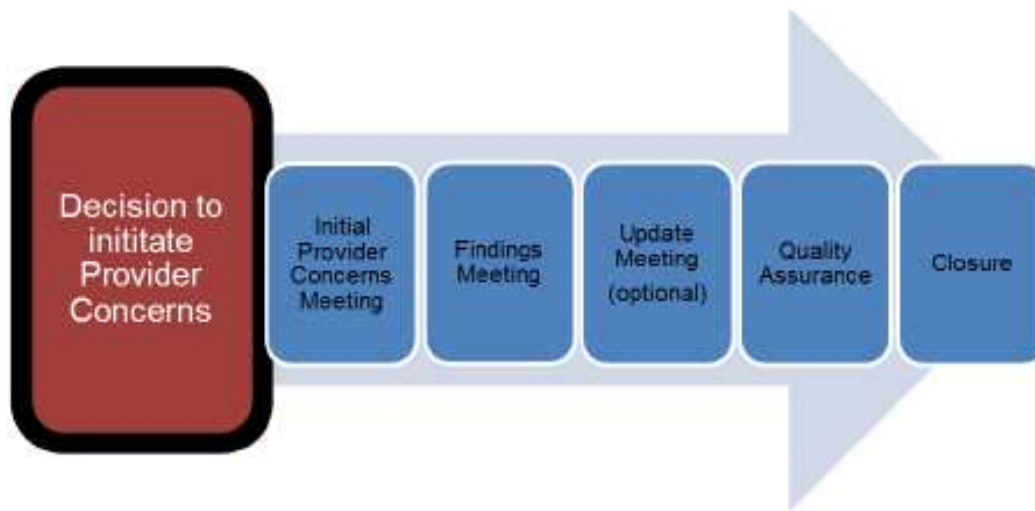 Decision to
inititate
Provider
Concerns
Initial
Provider
Concerns
Meeting
Findings
Meeting
Update
Meeting
(optional)
Quality
Assurance
Closure